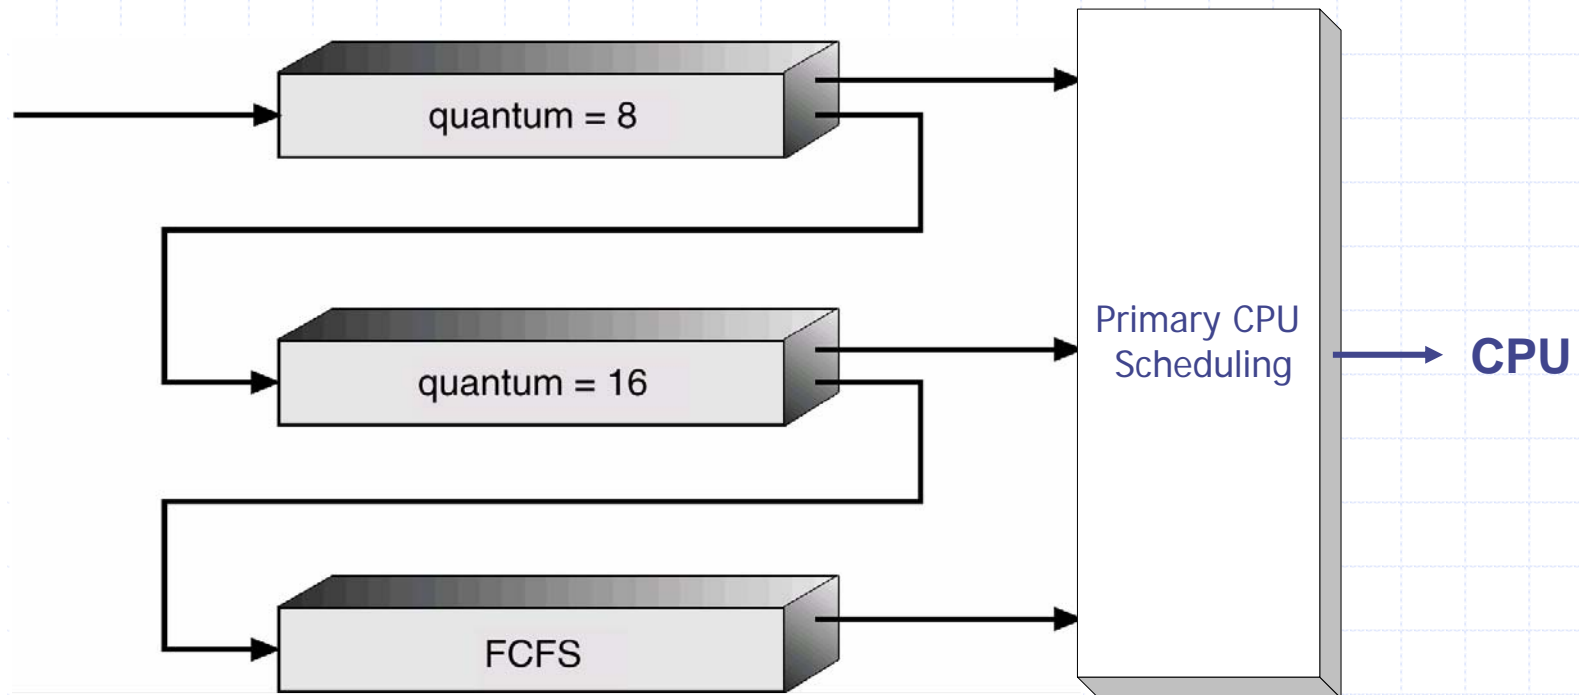 quantum = 8
quantum = 16
Primary CPU
Scheduling
CPU
FCFS